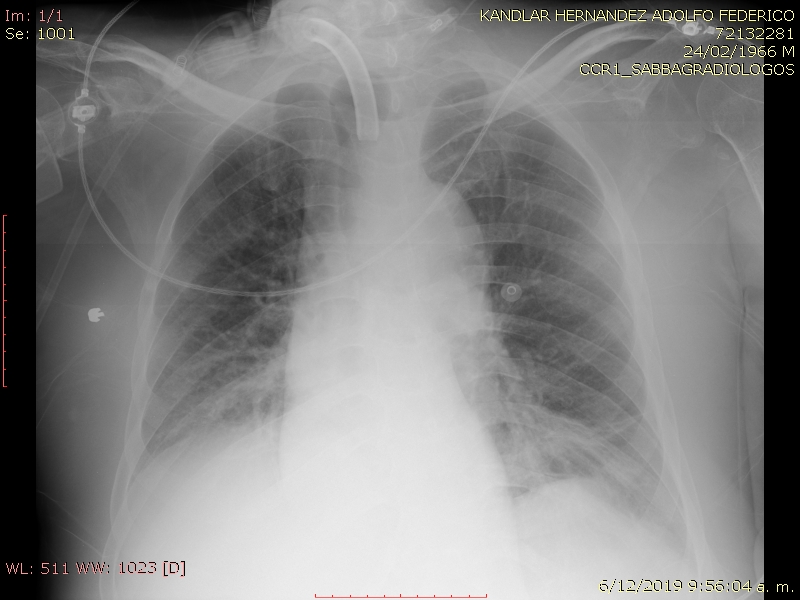 Im: 1/1
Se: 1001
KANDLAR HERNANDEZ ADOLFO FEDERICO
72132281
24/02/1966 M
CCR1_SABBAGRADIOLOGOS
WL: 511 WW: 1023 [D]
6/12/2019 9:56:04 a. m.